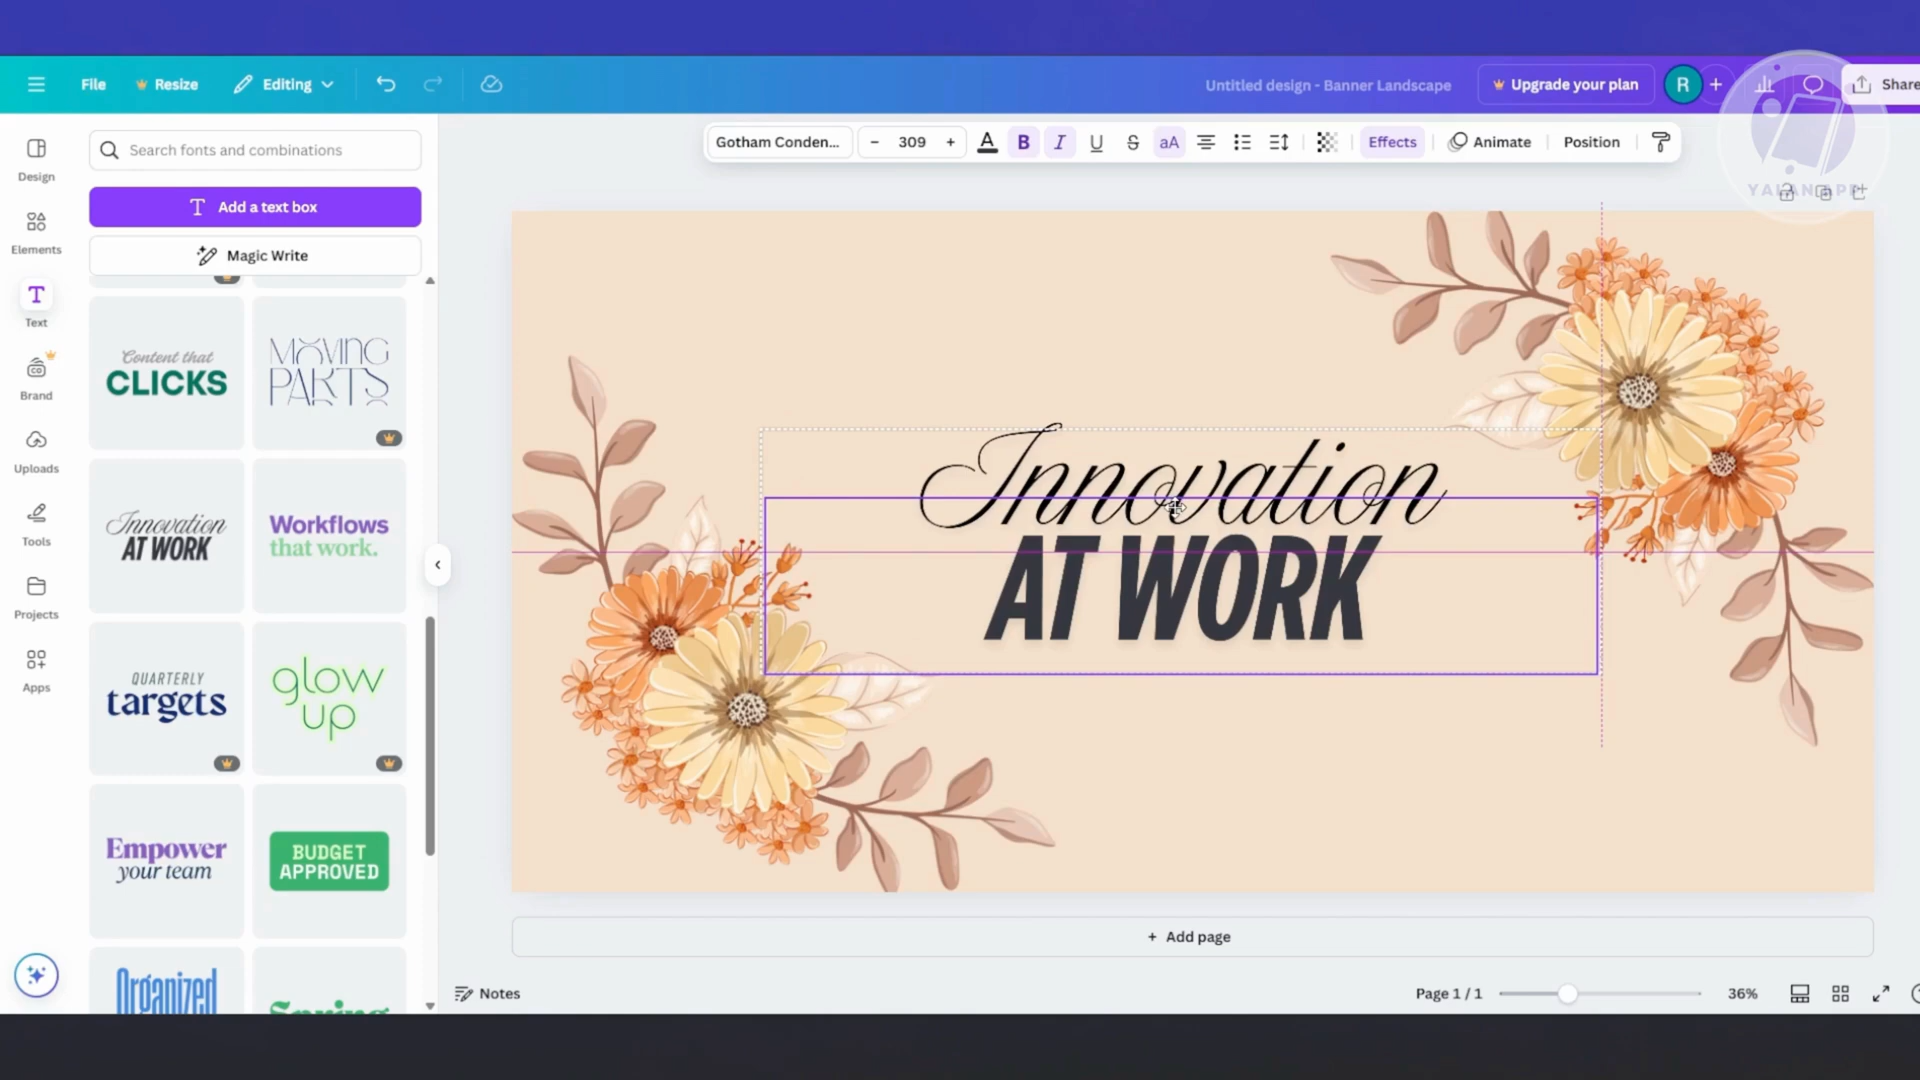 File
Resize
Editing
Untitled design - Banner Landscape
Upgrade your plan
R
Share
Design
Elements
Text
Brand
Uploads
Tools
Projects
Apps
Search fonts and combinations
Add a text box
Magic Write
Content that
CLICKS
MOVING
PARTS
Innovation
AT WORK
Workflows
that work.
QUARTERLY
targets
glow
up
Empower
your team
BUDGET
APPROVED
Organized
Spring
Gotham Conden...
− 309 +
A B I U S aA
Effects
Animate
Position
Innovation
AT WORK
+ Add page
Notes
Page 1 / 1
36%